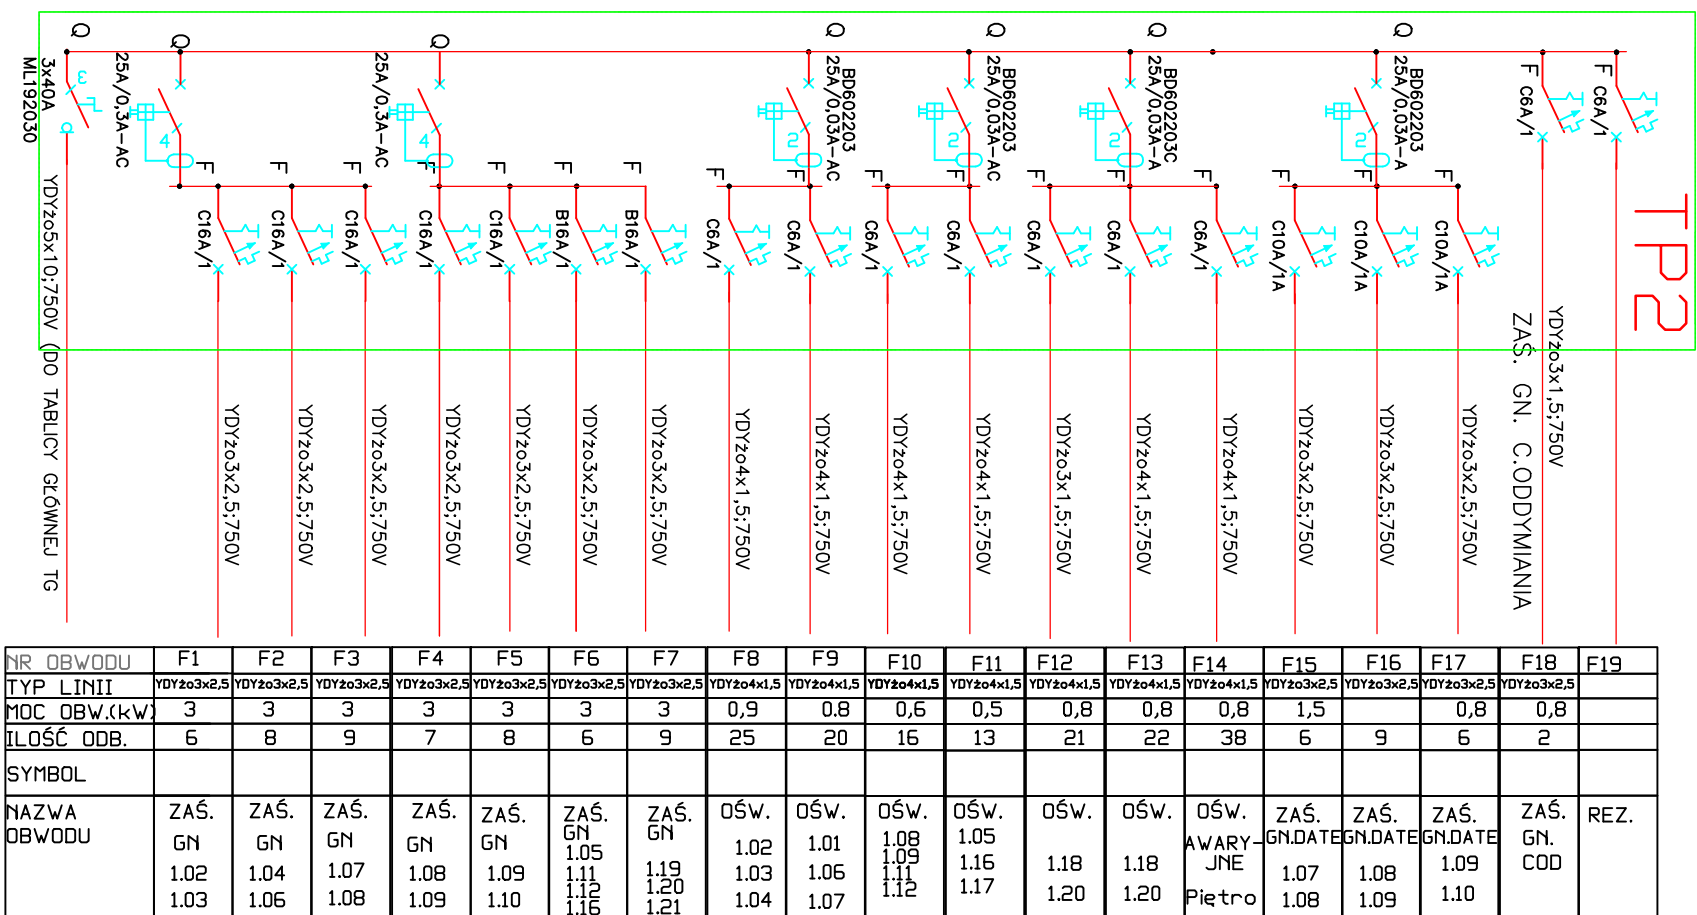 TP2
Q
3x40A
ML192030
3
YDYżo5x10;750V (DO TABLICY GŁÓWNEJ TG
Q
25A/0,3A-AC
4
Q
25A/0,3A-AC
4
Q
BD602203
25A/0,03A-AC
2
Q
BD602203
25A/0,03A-AC
2
Q
BD602203C
25A/0,03A-A
2
Q
BD602203
25A/0,03A-A
2
F
C6A/1
F
C6A/1
F
C16A/1
F
C16A/1
F
C16A/1
F
C16A/1
F
C16A/1
F
B16A/1
F
B16A/1
F
C6A/1
F
C6A/1
F
C6A/1
F
C6A/1
F
C6A/1
F
C6A/1
F
C6A/1
F
C10A/1A
F
C10A/1A
F
C10A/1A
YDYżo3x2,5;750V
YDYżo3x2,5;750V
YDYżo3x2,5;750V
YDYżo3x2,5;750V
YDYżo3x2,5;750V
YDYżo3x2,5;750V
YDYżo3x2,5;750V
YDYżo4x1,5;750V
YDYżo4x1,5;750V
YDYżo4x1,5;750V
YDYżo4x1,5;750V
YDYżo3x1,5;750V
YDYżo4x1,5;750V
YDYżo4x1,5;750V
YDYżo3x2,5;750V
YDYżo3x2,5;750V
YDYżo3x2,5;750V
YDYżo3x1,5;750V
ZAŚ. GN. C.ODDYMIANIA
NR OBWODU F1 F2 F3 F4 F5 F6 F7 F8 F9 F10 F11 F12 F13 F14 F15 F16 F17 F18 F19
TYP LINII YDYżo3x2,5 YDYżo3x2,5 YDYżo3x2,5 YDYżo3x2,5 YDYżo3x2,5 YDYżo3x2,5 YDYżo3x2,5 YDYżo4x1,5 YDYżo4x1,5 YDYżo4x1,5 YDYżo4x1,5 YDYżo4x1,5 YDYżo4x1,5 YDYżo4x1,5 YDYżo3x2,5 YDYżo3x2,5 YDYżo3x2,5 YDYżo3x2,5
MOC OBW.(kW) 3 3 3 3 3 3 3 0,9 0.8 0,6 0,5 0,8 0,8 0,8 1,5 0,8 0,8
ILOŚĆ ODB. 6 8 9 7 8 6 9 25 20 16 13 21 22 38 6 9 6 2
SYMBOL
NAZWA
OBWODU
ZAŚ.
GN
1.02
1.03
ZAŚ.
GN
1.04
1.06
ZAŚ.
GN
1.07
1.08
ZAŚ.
GN
1.08
1.09
ZAŚ.
GN
1.09
1.10
ZAŚ.
GN
1.05
1.11
1.12
1.16
ZAŚ.
GN
1.19
1.20
1.21
OŚW.
1.02
1.03
1.04
OŚW.
1.01
1.06
1.07
OŚW.
1.08
1.09
1.11
1.12
OŚW.
1.05
1.16
1.17
OŚW.
1.18
1.20
OŚW.
1.18
1.20
OŚW.
AWARY-
JNE
Piętro
ZAŚ.
GN.DATE
1.07
1.08
ZAŚ.
GN.DATE
1.08
1.09
ZAŚ.
GN.DATE
1.09
1.10
ZAŚ.
GN.
COD
REZ.